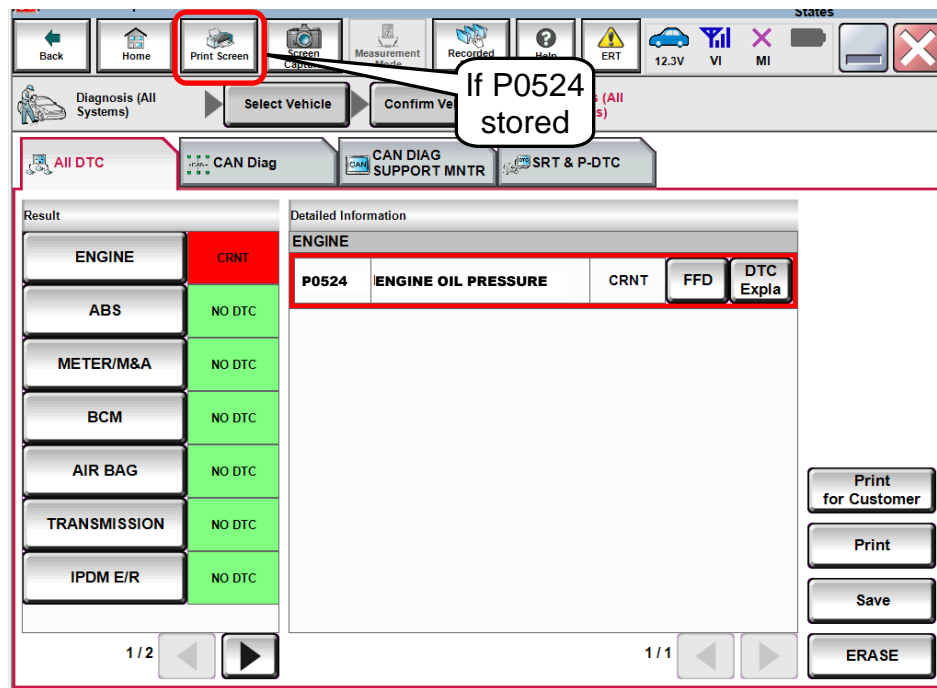 States
Back
Home
Print Screen
Screen
Capture
Measurement
Mode
Recorded
Help
ERT
12.3V
VI
MI
If P0524
stored
Diagnosis (All
Systems)
Select Vehicle
Confirm Ve
(All
s)
All DTC
CAN Diag
CAN
CAN DIAG
SUPPORT MNTR
SRT & P-DTC
Result
Detailed Information
ENGINE
CRNT
ABS
NO DTC
METER/M&A
NO DTC
BCM
NO DTC
AIR BAG
NO DTC
TRANSMISSION
NO DTC
IPDM E/R
NO DTC
1 / 2
ENGINE
P0524
ENGINE OIL PRESSURE
CRNT
FFD
DTC
Expla
1 / 1
Print
for Customer
Print
Save
ERASE